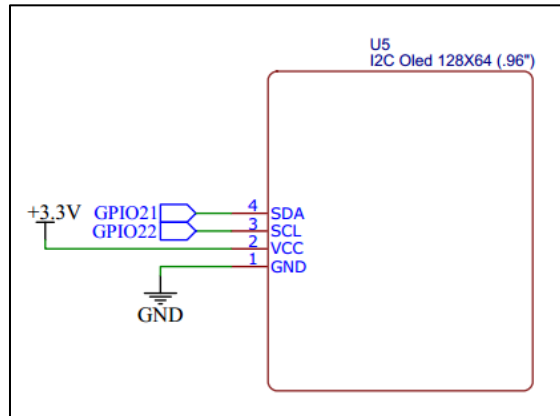 U5
I2C Oled 128X64 (.96")
+3.3V
GPIO21
4
SDA
GPIO22
3
SCL
2
VCC
1
GND
GND